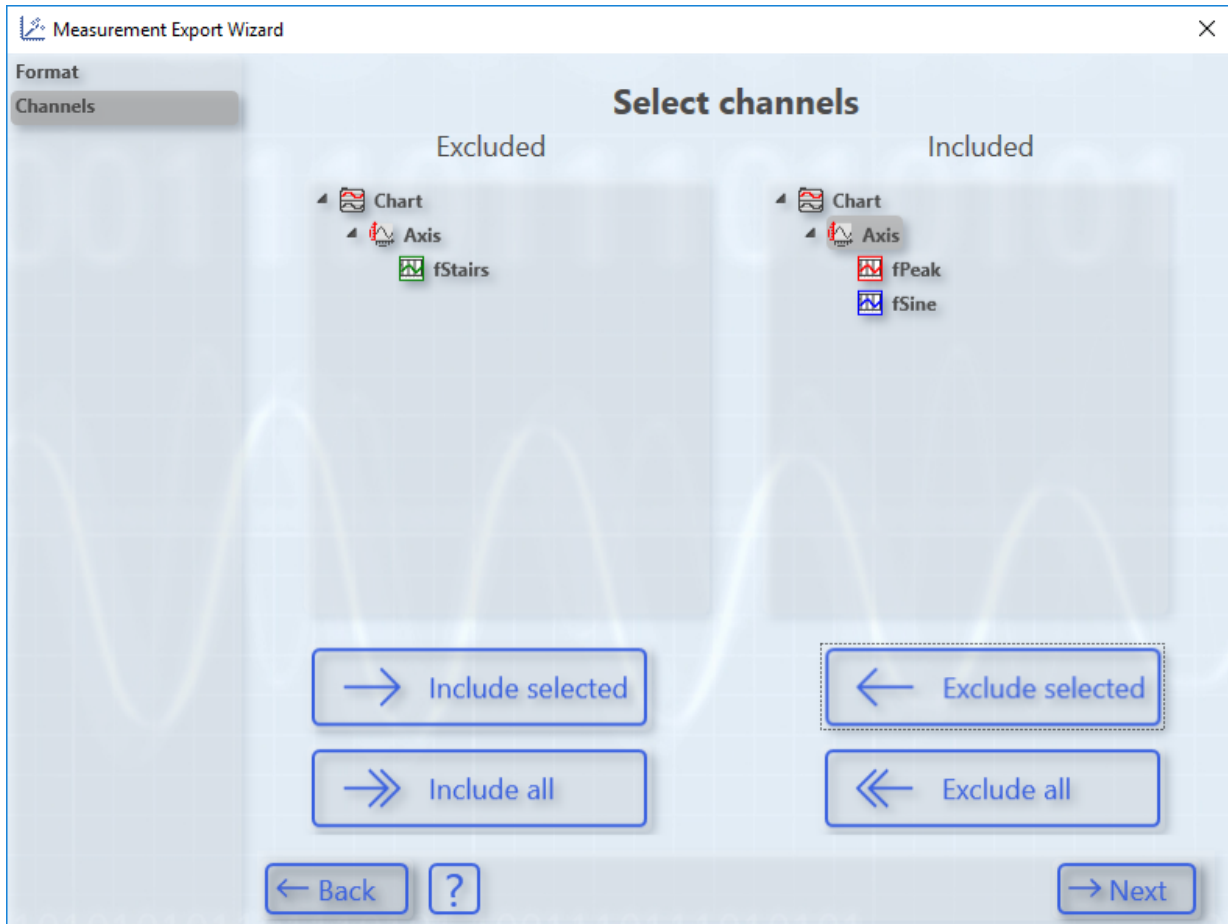 Measurement Export Wizard
Format
Channels
Select channels
Excluded
Chart
Axis
fStairs
Included
Chart
Axis
fPeak
fSine
Include selected
Exclude selected
Include all
Exclude all
Back
?
Next